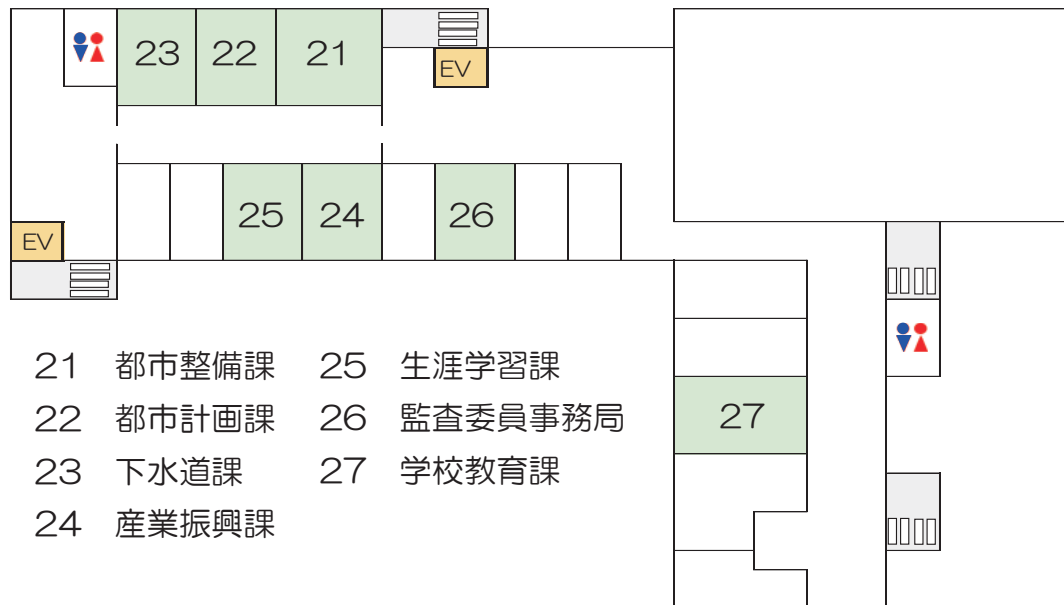 23 22 21
EV
25 24 26
EV
27
21 都市整備課
22 都市計画課
23 下水道課
24 産業振興課
25 生涯学習課
26 監査委員事務局
27 学校教育課